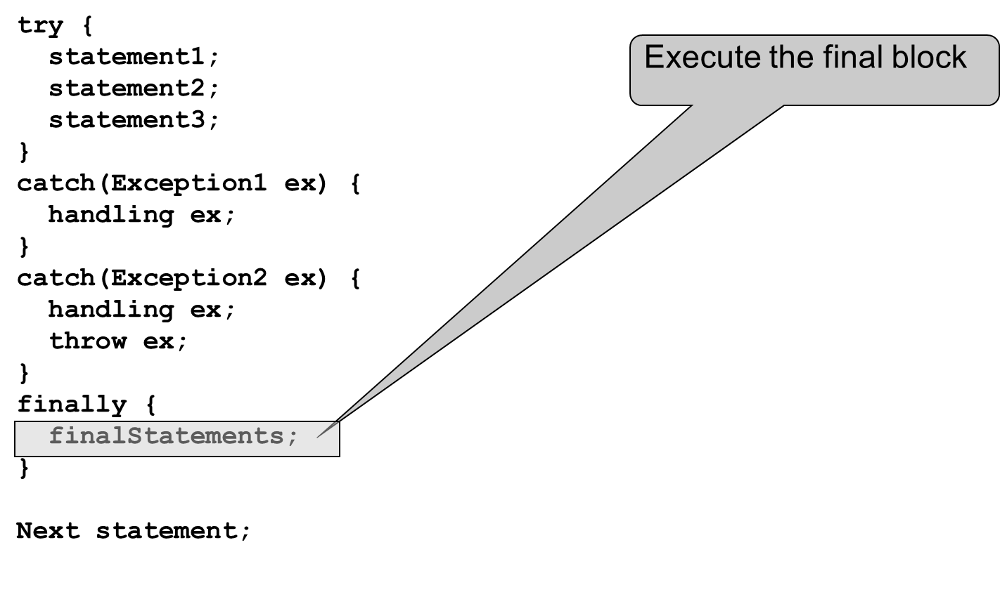 try {
  statement1;
  statement2;
  statement3;
}
catch(Exception1 ex) {
  handling ex;
}
catch(Exception2 ex) {
  handling ex;
  throw ex;
}
finally {
  finalStatements;
}
Next statement;
Execute the final block